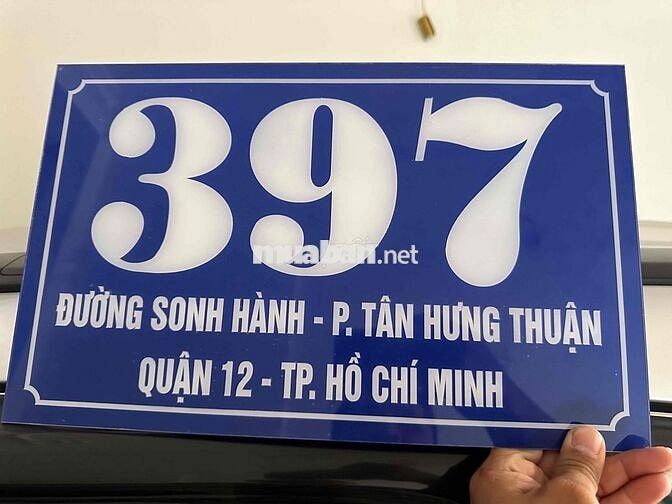 397
muaban.net
ĐƯỜNG SONH HÀNH - P. TÂN HƯNG THUẬN
QUẬN 12 - TP. HỒ CHÍ MINH